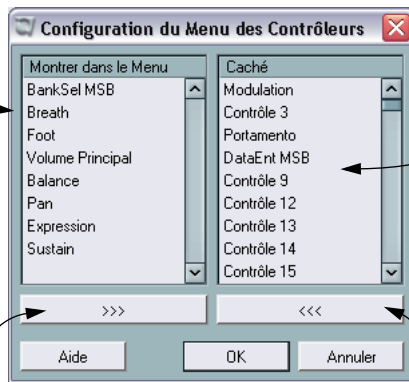 Configuration du Menu des Contrôleurs
Montrer dans le Menu
BankSel MSB
Breath
Foot
Volume Principal
Balance
Pan
Expression
Sustain
Caché
Modulation
Contrôle 3
Portamento
DataEnt MSB
Contrôle 9
Contrôle 12
Contrôle 13
Contrôle 14
Contrôle 15
>>>
<<<
Aide
OK
Annuler